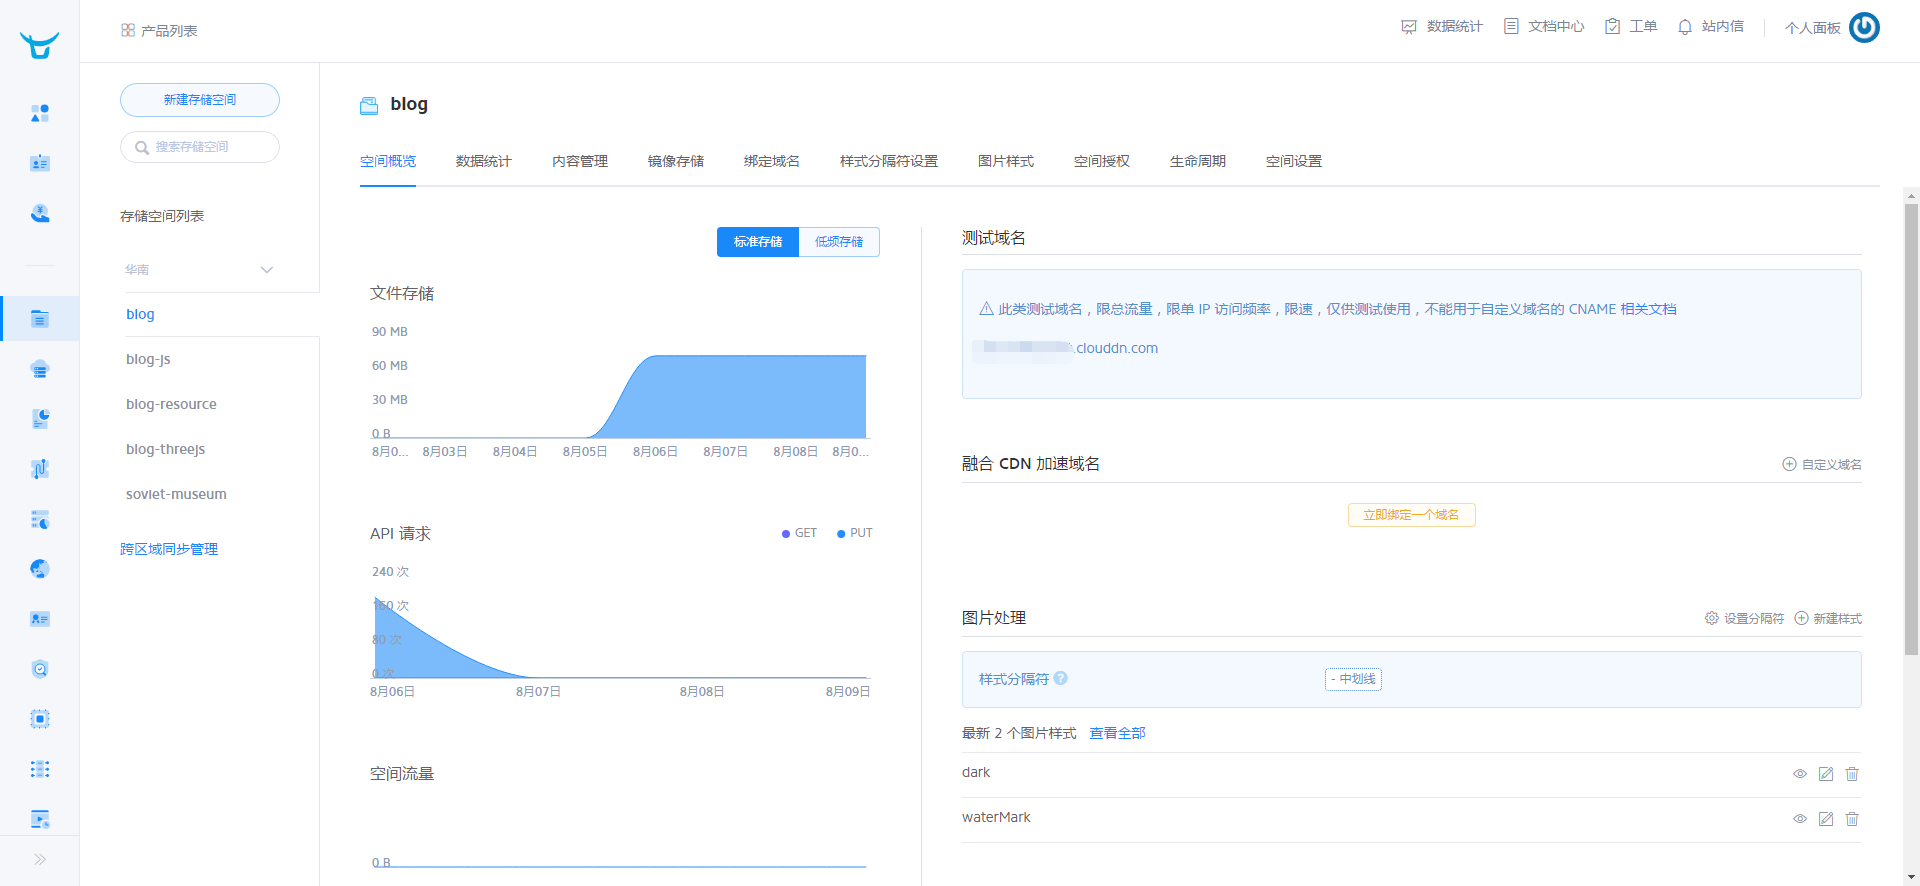 产品列表
数据统计
文档中心
工单
站内信
个人面板
新建存储空间
搜索存储空间
存储空间列表
华南
blog
blog-js
blog-resource
blog-threejs
soviet-museum
跨区域同步管理
blog
空间概览
数据统计
内容管理
镜像存储
绑定域名
样式分隔符设置
图片样式
空间授权
生命周期
空间设置
标准存储
低频存储
文件存储
90 MB
60 MB
30 MB
0 B
8月0...
8月03日
8月04日
8月05日
8月06日
8月07日
8月08日
8月0...
API 请求
GET
PUT
240 次
160 次
80 次
0 次
8月06日
8月07日
8月08日
8月09日
空间流量
0 B
测试域名
此类测试域名，限总流量，限单 IP 访问频率，限速，仅供测试使用，不能用于自定义域名的 CNAME 相关文档
.clouddn.com
融合 CDN 加速域名
自定义域名
立即绑定一个域名
图片处理
设置分隔符
新建样式
样式分隔符
- 中划线
最新 2 个图片样式 查看全部
dark
waterMark